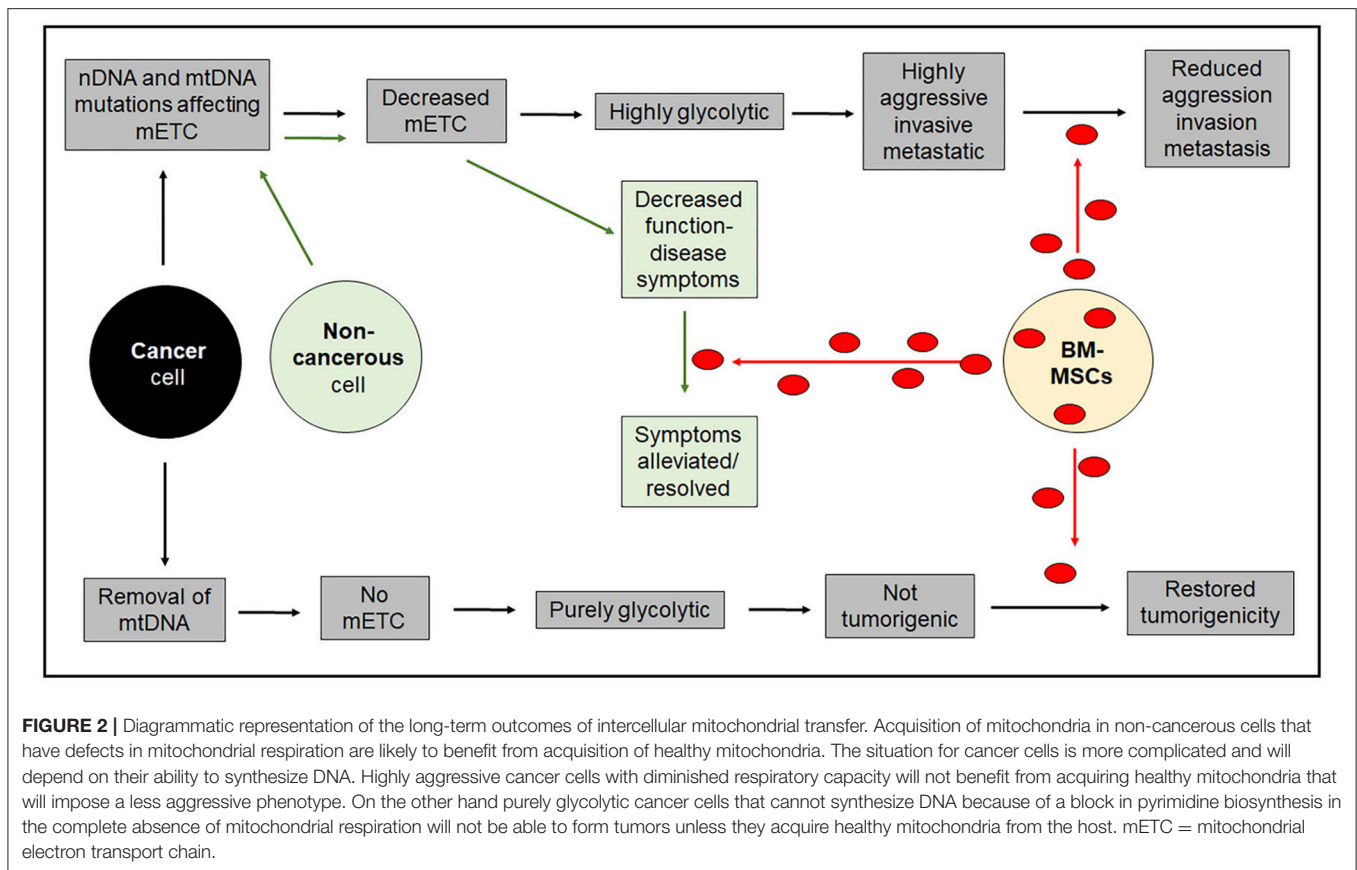 nDNA and mtDNA
mutations affecting
mETC
Decreased
mETC
Highly glycolytic
Highly
aggressive
invasive
metastatic
Reduced
aggression
invasion
metastasis
Decreased
function-
disease
symptoms
Cancer
cell
Non-
cancerous
cell
BM-
MSCs
Symptoms
alleviated/
resolved
Removal of
mtDNA
No
mETC
Purely glycolytic
Not
tumorigenic
Restored
tumorigenicity
FIGURE 2 | Diagrammatic representation of the long-term outcomes of intercellular mitochondrial transfer. Acquisition of mitochondria in non-cancerous cells that
have defects in mitochondrial respiration are likely to benefit from acquisition of healthy mitochondria. The situation for cancer cells is more complicated and will
depend on their ability to synthesize DNA. Highly aggressive cancer cells with diminished respiratory capacity will not benefit from acquiring healthy mitochondria that
will impose a less aggressive phenotype. On the other hand purely glycolytic cancer cells that cannot synthesize DNA because of a block in pyrimidine biosynthesis in
the complete absence of mitochondrial respiration will not be able to form tumors unless they acquire healthy mitochondria from the host. mETC = mitochondrial
electron transport chain.